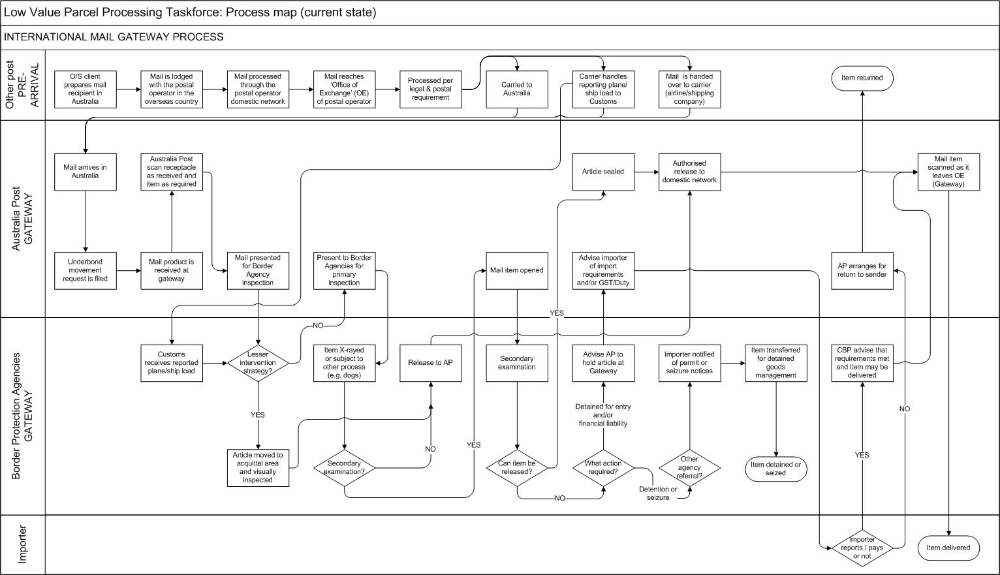 Low Value Parcel Processing Taskforce: Process map (current state)
INTERNATIONAL MAIL GATEWAY PROCESS
Other post
PRE-
ARRIVAL
O/S client
prepares mail
recipient in
Australia
Mail is lodged
with the postal
operator in the
overseas country
Mail processed
through the
postal operator
domestic network
Mail reaches
‘Office of
Exchange’ (OE)
of postal operator
Processed per
legal & postal
requirement
Carried to
Australia
Carrier handles
reporting plane/
ship load to
Customs
Mail is handed
over to carrier
(airline/shipping
company)
Item returned
Australia Post
GATEWAY
Mail arrives in
Australia
Australia Post
scan receptacle
as received and
item as required
Article sealed
Authorised
release to
domestic network
Mail item
scanned as it
leaves OE
(Gateway)
Underbond
movement
request is filed
Mail product is
received at
gateway
Mail presented
for Border
Agency
inspection
Present to Border
Agencies for
primary
inspection
Mail item opened
Advise importer
of import
requirements
and/or GST/Duty
AP arranges for
return to sender
YES
Border Protection Agencies
GATEWAY
NO
Customs
receives reported
plane/ship load
Lesser
intervention
strategy?
Item X-rayed
or subject to
other process
(e.g. dogs)
Release to AP
Secondary
examination
Advise AP to
hold article at
Gateway
Importer notified
of permit or
seizure notices
Item transferred
for detained
goods
management
CBP advise that
requirements met
and item may be
delivered
YES
Detained for entry
and/or
financial liability
NO
Article moved to
acquittal area
and visually
inspected
Secondary
examination?
NO
YES
Can item be
released?
What action
required?
Other
agency
referral?
Item detained or
seized
YES
NO
Detention or
seizure
Importer
Importer
reports / pays
or not
Item delivered